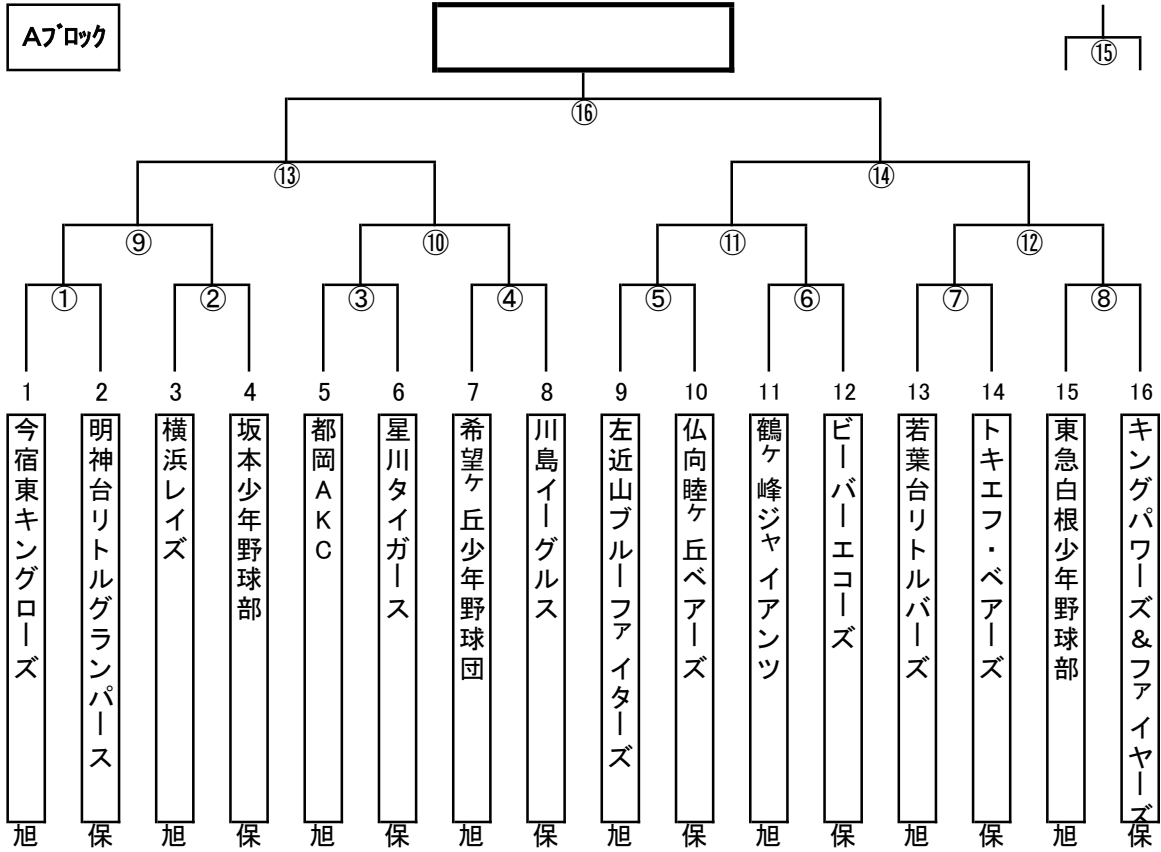 Aブロック
⑮
⑯
⑬
⑭
⑨
⑩
⑪
⑫
①
②
③
④
⑤
⑥
⑦
⑧
1
2
3
4
5
6
7
8
9
10
11
12
13
14
15
16
今宿東キングローズ
明神台リトルグランパース
横浜レイズ
坂本少年野球部
都岡AKC
星川タイガース
希望ヶ丘少年野球団
川島イーグルス
左近山ブルーファイターズ
仏向睦ヶ丘ベアーズ
鶴ヶ峰ジャイアンツ
ビーバーエコーズ
若葉台リトルバーズ
トキエフ・ベアーズ
東急白根少年野球部
キングパワーズ&ファイヤーズ
旭
保
旭
保
旭
保
旭
保
旭
保
旭
保
旭
保
旭
保